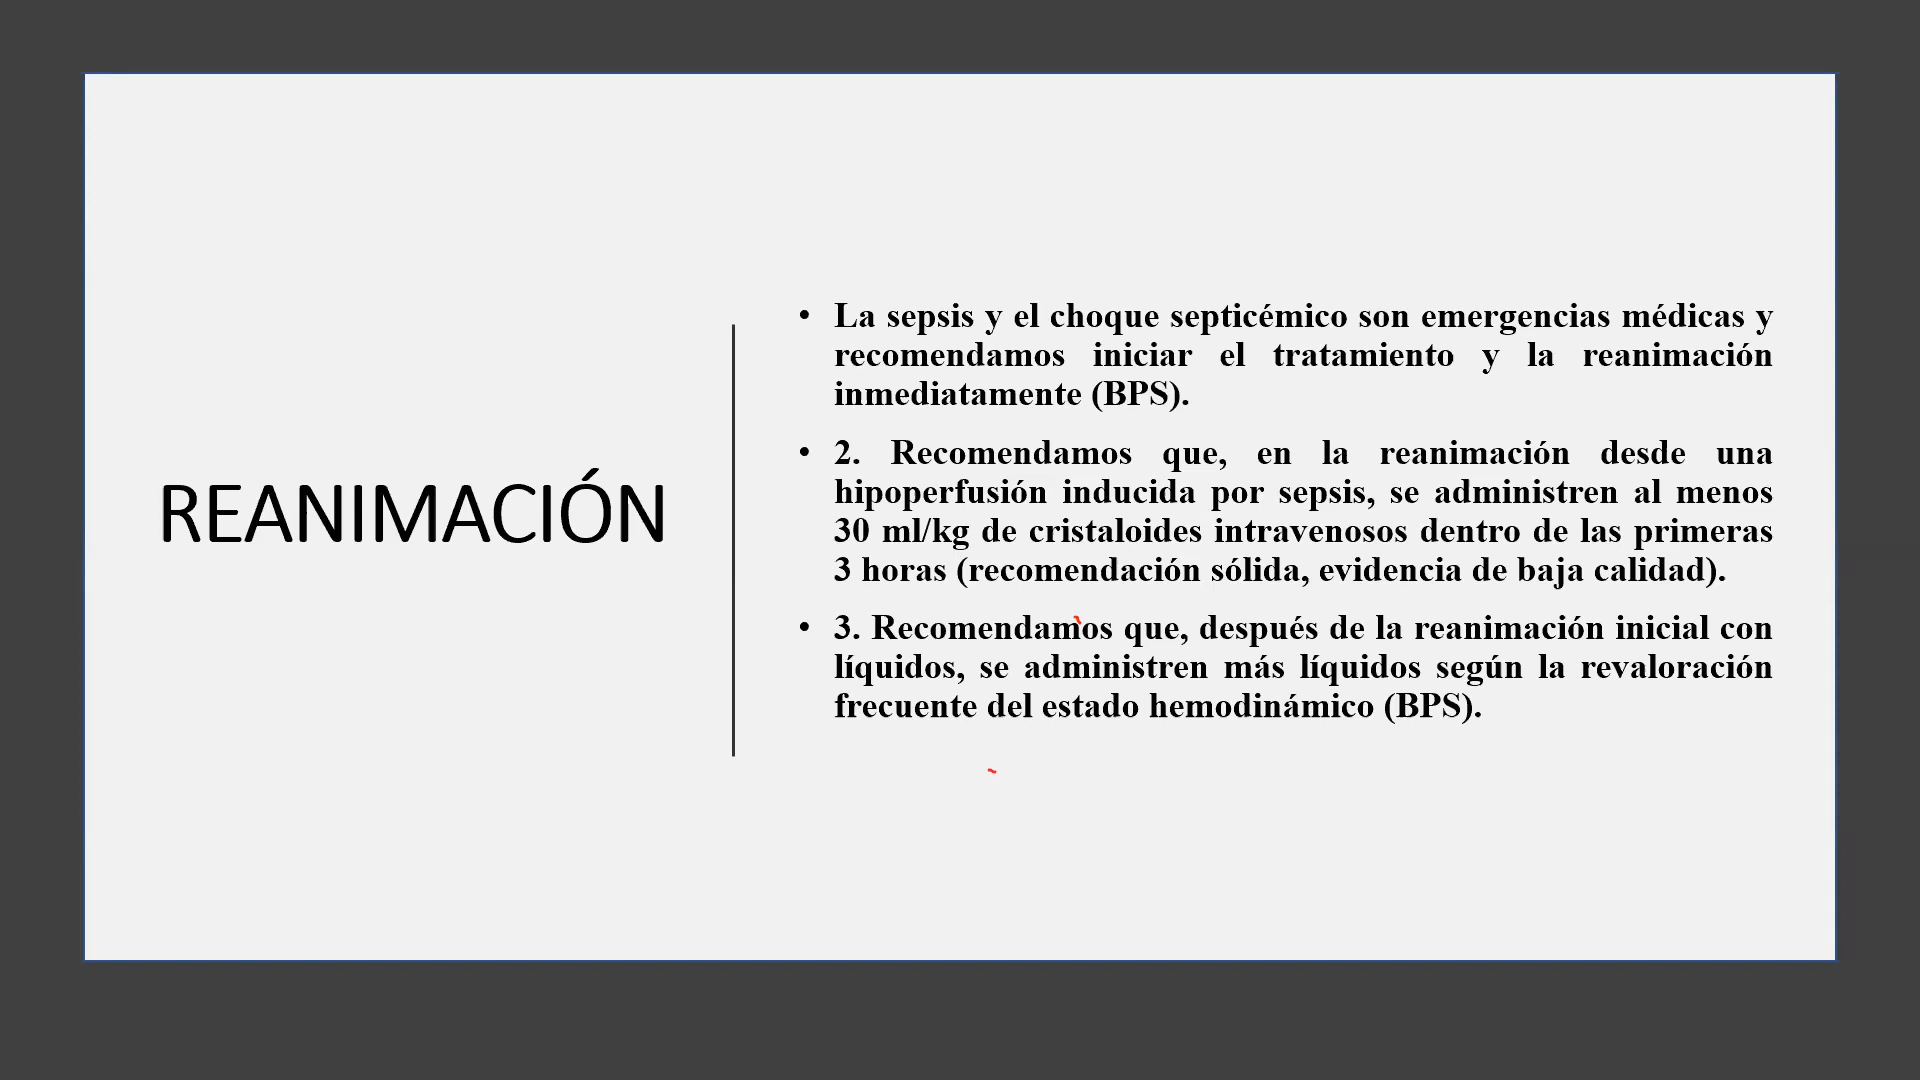 REANIMACIÓN
• La sepsis y el choque septicémico son emergencias médicas y
recomendamos iniciar el tratamiento y la reanimación
inmediatamente (BPS).
• 2. Recomendamos que, en la reanimación desde una
hipoperfusión inducida por sepsis, se administren al menos
30 ml/kg de cristaloides intravenosos dentro de las primeras
3 horas (recomendación sólida, evidencia de baja calidad).
• 3. Recomendamos que, después de la reanimación inicial con
líquidos, se administren más líquidos según la revaloración
frecuente del estado hemodinámico (BPS).